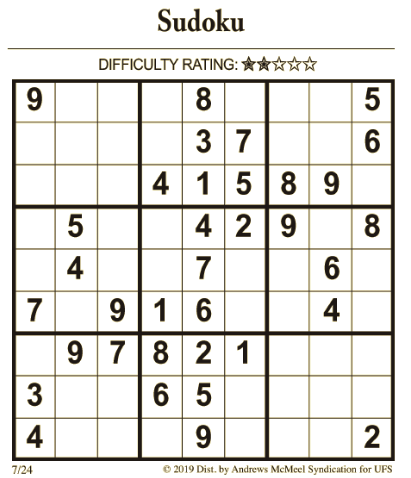 Sudoku
DIFFICULTY RATING: ★★☆☆☆
9 8 5
3 7 6
4 1 5 8 9
5 4 2 9 8
4 7 6
7 9 1 6 4
9 7 8 2 1
3 6 5
4 9 2
7/24 © 2019 Dist. by Andrews McMeel Syndication for UFS